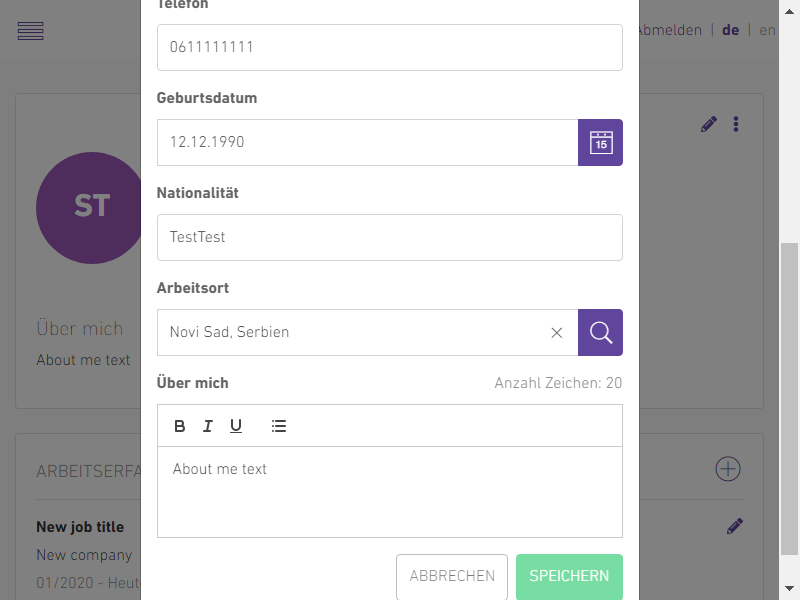 Telefon
Abmelden | de | en
0611111111
Geburtsdatum
12.12.1990
15
Nationalität
ST
TestTest
Arbeitsort
Novi Sad, Serbien
Über mich
About me text
Über mich
Anzahl Zeichen: 20
B I U
About me text
ARBEITSERFA
New job title
New company
01/2020 - Heute
ABBRECHEN
SPEICHERN